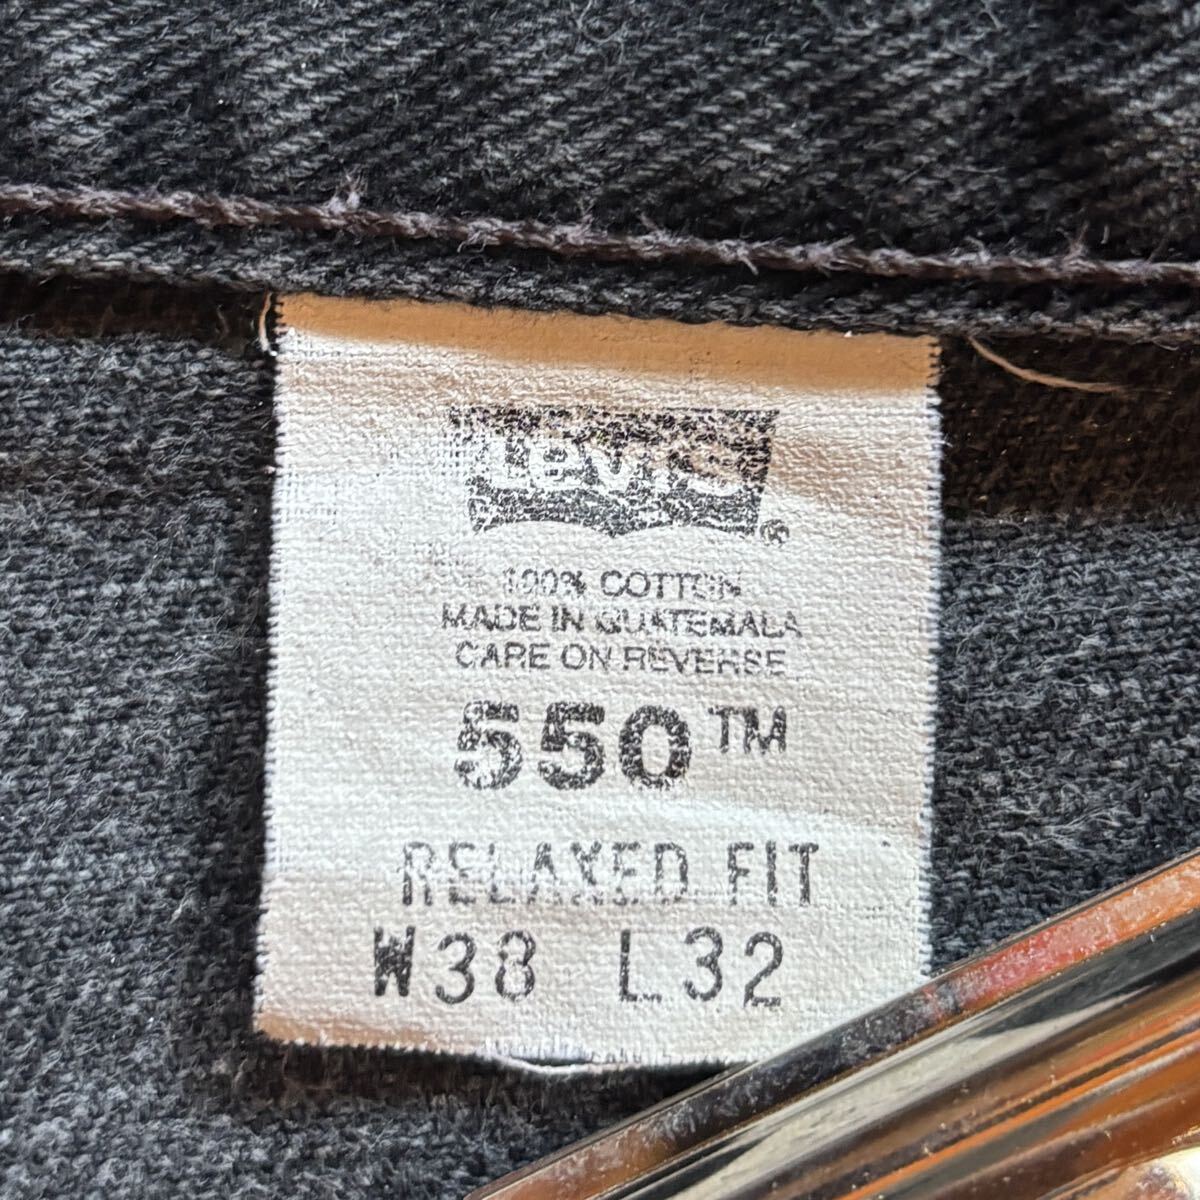 Levi's®
100% COTTON
MADE IN GUATEMALA
CARE ON REVERSE
550™
RELAXED FIT
W38 L32